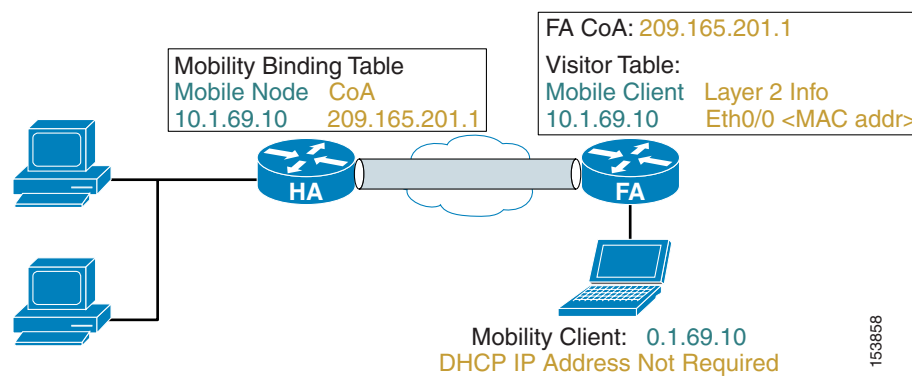 FA CoA: 209.165.201.1
Mobility Binding Table
Mobile Node CoA
10.1.69.10 209.165.201.1
Visitor Table:
Mobile Client Layer 2 Info
10.1.69.10 Eth0/0 <MAC addr>
HA
FA
Mobility Client: 0.1.69.10
DHCP IP Address Not Required
153858